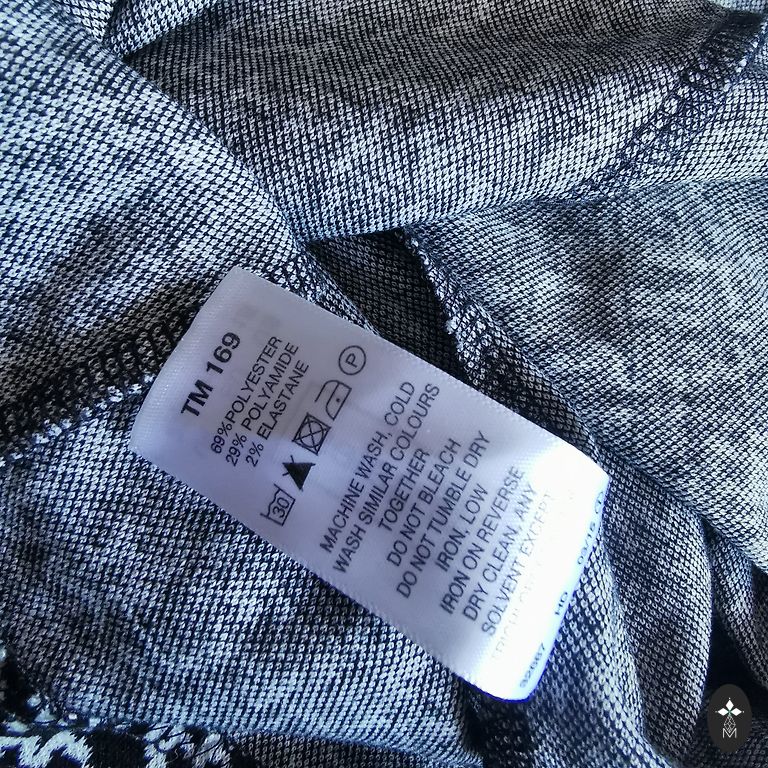 TM 169
69%POLYESTER
29% POLYAMIDE
2% ELASTANE
30 P
MACHINE WASH, COLD
WASH SIMILAR COLOURS
TOGETHER
DO NOT BLEACH
DO NOT TUMBLE DRY
IRON, LOW
IRON ON REVERSE
DRY CLEAN, ANY
SOLVENT EXCEPT
M